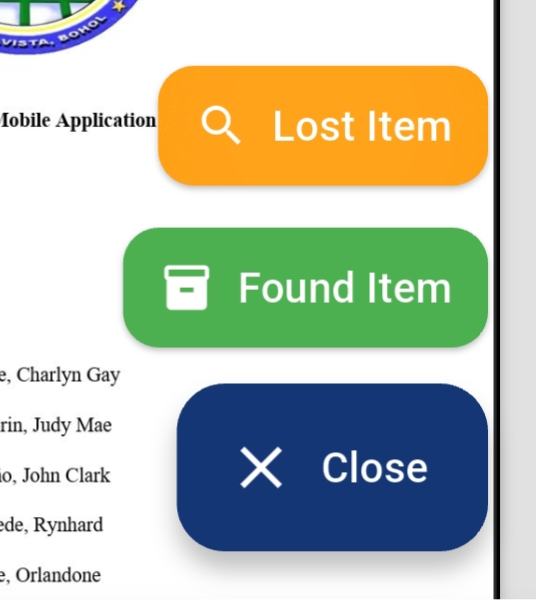 VISTA, BOHOL
Mobile Application
Lost Item
Found Item
e, Charlyn Gay
rin, Judy Mae
Close
io, John Clark
ede, Rynhard
e, Orlandone